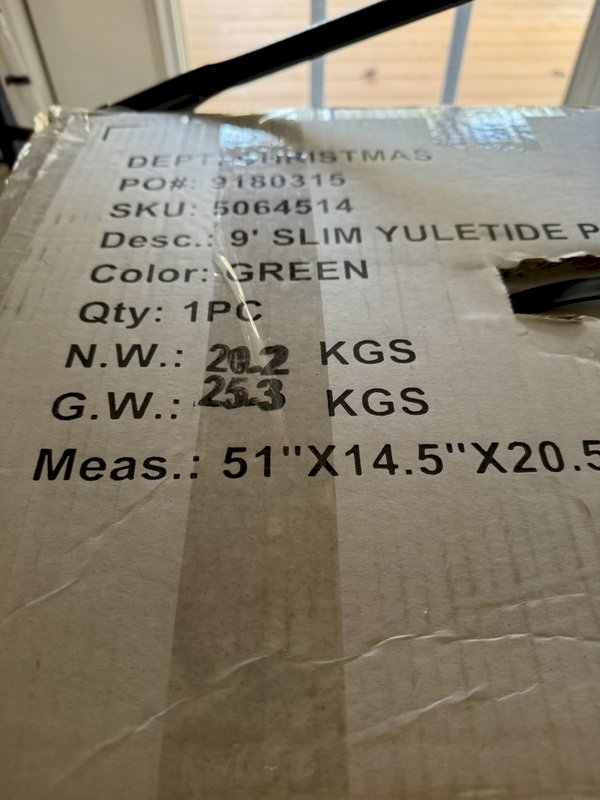 DEPT.: CHRISTMAS
PO#: 9180315
SKU: 5064514
Desc.: 9' SLIM YULETIDE P
Color: GREEN
Qty: 1PC
N.W.: 20.2 KGS
G.W.: 25.3 KGS
Meas.: 51"X14.5"X20.5